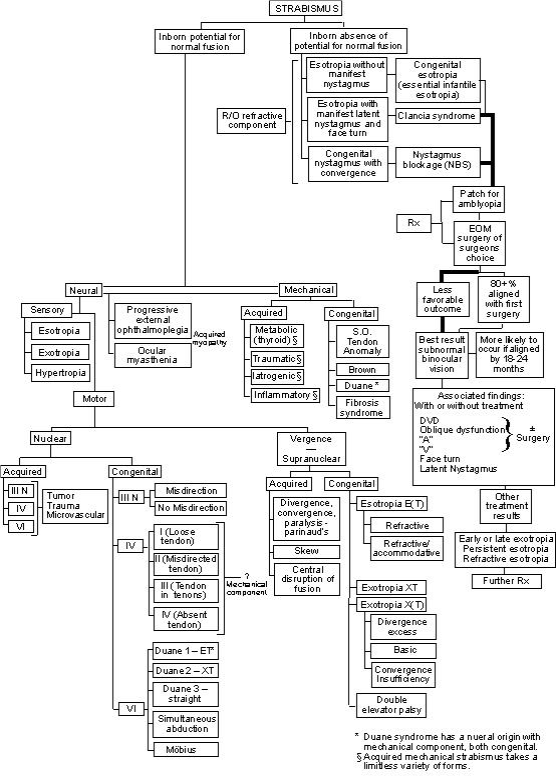 STRABISMUS
Inborn potential for
normal fusion
Inborn absence of
potential for normal fusion
R/O refractive
component
Esotropia without
manifest
nystagmus
Congenital
esotropia
(essential infantile
esotropia)
Esotropia with
manifest latent
nystagmus and
face turn
Clancia syndrome
Congenital
nystagmus with
convergence
Nystagmus
blockage (NBS)
Patch for
amblyopia
Rx
EOM
surgery of
surgeons
choice
Less
favorable
outcome
80+%
aligned
with first
surgery
Best result
subnormal
binocular
vision
More likely to
occur if aligned
by 18-24
months
Associated findings:
With or without treatment
DVD
Oblique dysfunction
"A"
"V"
Face turn
Latent Nystagmus
±
Surgery
Other
treatment
results
Early or late exotropia
Persistent esotropia
Refractive esotropia
Further Rx
Neural
Sensory
Esotropia
Exotropia
Hypertropia
Progressive
external
ophthalmoplegia
Ocular
myasthenia
Acquired
myopathy
Mechanical
Acquired
Metabolic
(thyroid) §
Traumatic§
Iatrogenic§
Inflammatory §
Congenital
S.O.
Tendon
Anomaly
Brown
Duane *
Fibrosis
syndrome
Motor
Nuclear
Acquired
III N
IV
VI
Tumor
Trauma
Microvascular
Congenital
III N
Misdirection
No Misdirection
IV
I (Loose
tendon)
II (Misdirected
tendon)
III (Tendon
in tenons)
IV (Absent
tendon)
?
Mechanical
component
VI
Duane 1 – ET*
Duane 2 – XT
Duane 3 –
straight
Simultaneous
abduction
Möbius
Vergence
—
Supranuclear
Acquired
Divergence,
convergence,
paralysis -
parinaud's
Skew
Central
disruption of
fusion
Congenital
Esotropia E(T)
Refractive
Refractive/
accommodative
Exotropia XT
Exotropia X(T)
Divergence
excess
Basic
Convergence
Insufficiency
Double
elevator palsy
* Duane syndrome has a nueral origin with
mechanical component, both congenital.
§ Acquired mechanical strabismus takes a
limitless variety of forms.